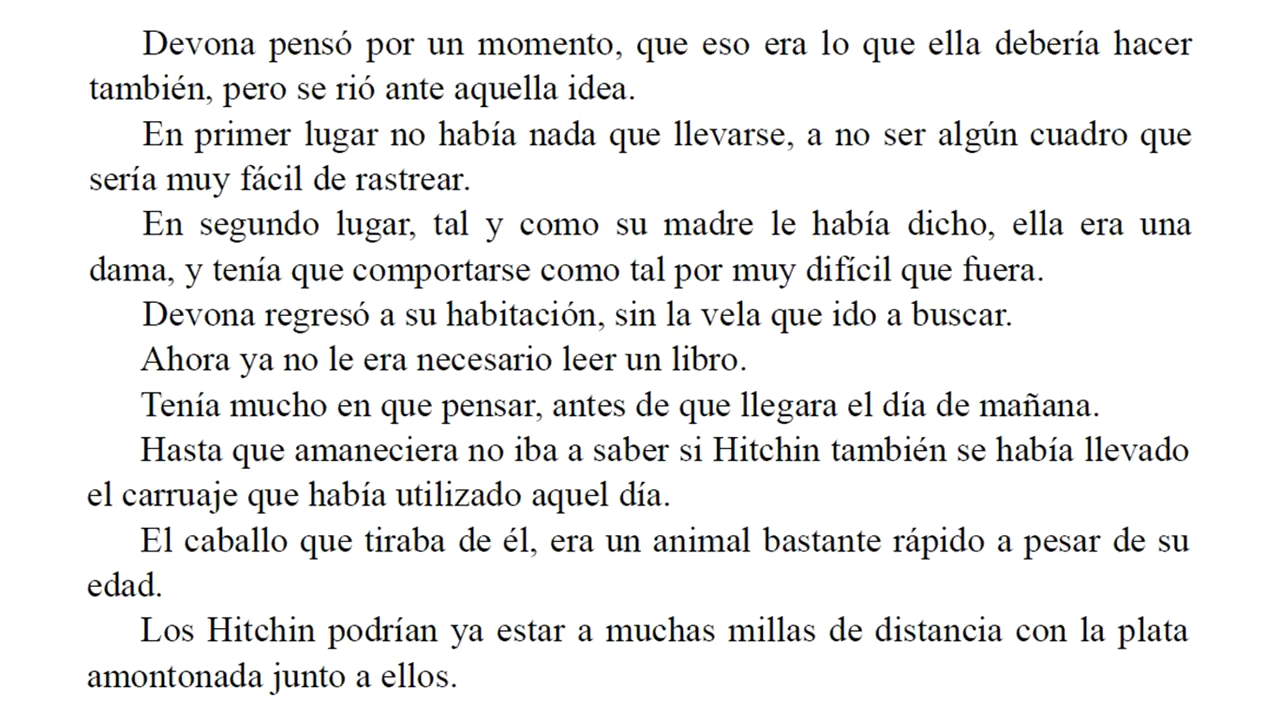 Devona pensó por un momento, que eso era lo que ella debería hacer
también, pero se rió ante aquella idea.
En primer lugar no había nada que llevarse, a no ser algún cuadro que
sería muy fácil de rastrear.
En segundo lugar, tal y como su madre le había dicho, ella era una
dama, y tenía que comportarse como tal por muy difícil que fuera.
Devona regresó a su habitación, sin la vela que ido a buscar.
Ahora ya no le era necesario leer un libro.
Tenía mucho en que pensar, antes de que llegara el día de mañana.
Hasta que amaneciera no iba a saber si Hitchin también se había llevado
el carruaje que había utilizado aquel día.
El caballo que tiraba de él, era un animal bastante rápido a pesar de su
edad.
Los Hitchin podrían ya estar a muchas millas de distancia con la plata
amontonada junto a ellos.